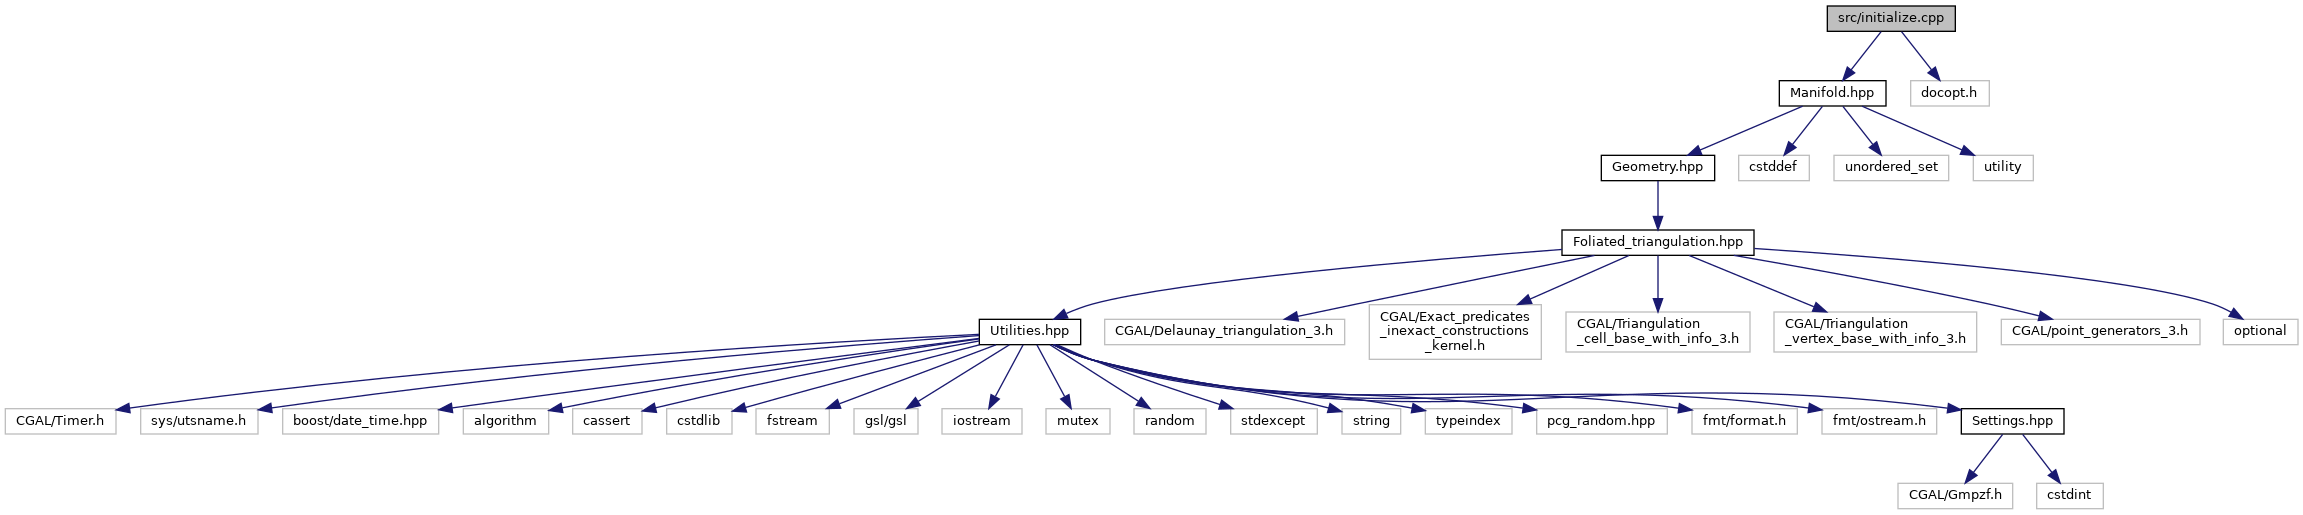 src/initialize.cpp
Manifold.hpp
docopt.h
Geometry.hpp
cstddef
unordered_set
utility
Foliated_triangulation.hpp
Utilities.hpp
CGAL/Delaunay_triangulation_3.h
CGAL/Exact_predicates
_inexact_constructions
_kernel.h
CGAL/Triangulation
_cell_base_with_info_3.h
CGAL/Triangulation
_vertex_base_with_info_3.h
CGAL/point_generators_3.h
optional
CGAL/Timer.h
sys/utsname.h
boost/date_time.hpp
algorithm
cassert
cstdlib
fstream
gsl/gsl
iostream
mutex
random
stdexcept
string
typeindex
pcg_random.hpp
fmt/format.h
fmt/ostream.h
Settings.hpp
CGAL/Gmpzf.h
cstdint